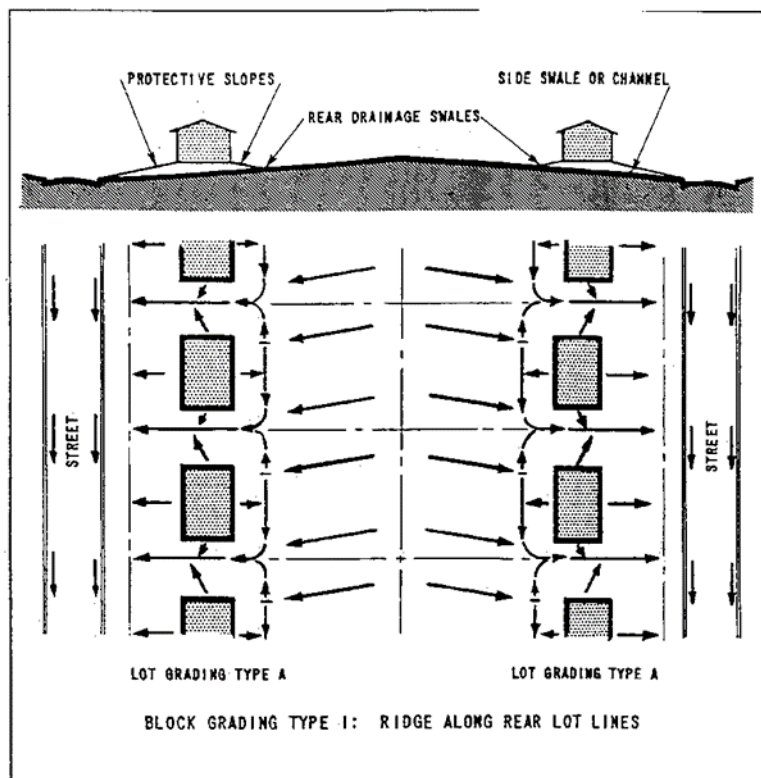 PROTECTIVE SLOPES
SIDE SWALE OR CHANNEL
REAR DRAINAGE SWALES
STREET
STREET
LOT GRADING TYPE A
LOT GRADING TYPE A
BLOCK GRADING TYPE 1: RIDGE ALONG REAR LOT LINES